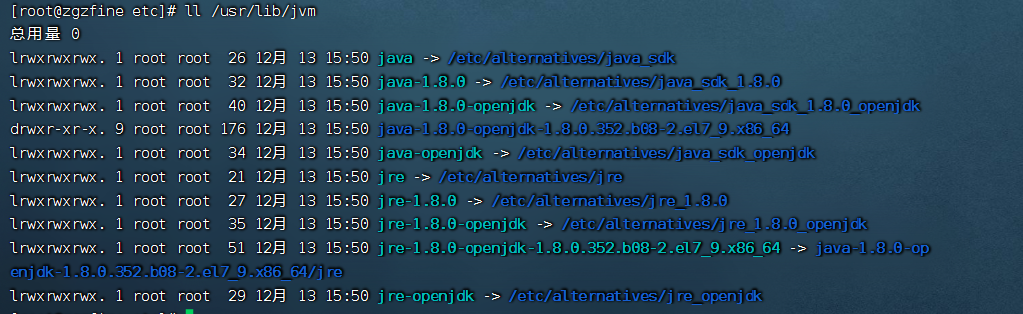 [root@zgzfine etc]# ll /usr/lib/jvm
总用量 0
lrwxrwxrwx. 1 root root  26 12月 13 15:50 java -> /etc/alternatives/java_sdk
lrwxrwxrwx. 1 root root  32 12月 13 15:50 java-1.8.0 -> /etc/alternatives/java_sdk_1.8.0
lrwxrwxrwx. 1 root root  40 12月 13 15:50 java-1.8.0-openjdk -> /etc/alternatives/java_sdk_1.8.0_openjdk
drwxr-xr-x. 9 root root 176 12月 13 15:50 java-1.8.0-openjdk-1.8.0.352.b08-2.el7_9.x86_64
lrwxrwxrwx. 1 root root  34 12月 13 15:50 java-openjdk -> /etc/alternatives/java_sdk_openjdk
lrwxrwxrwx. 1 root root  21 12月 13 15:50 jre -> /etc/alternatives/jre
lrwxrwxrwx. 1 root root  27 12月 13 15:50 jre-1.8.0 -> /etc/alternatives/jre_1.8.0
lrwxrwxrwx. 1 root root  35 12月 13 15:50 jre-1.8.0-openjdk -> /etc/alternatives/jre_1.8.0_openjdk
lrwxrwxrwx. 1 root root  51 12月 13 15:50 jre-1.8.0-openjdk-1.8.0.352.b08-2.el7_9.x86_64 -> java-1.8.0-op
enjdk-1.8.0.352.b08-2.el7_9.x86_64/jre
lrwxrwxrwx. 1 root root  29 12月 13 15:50 jre-openjdk -> /etc/alternatives/jre_openjdk